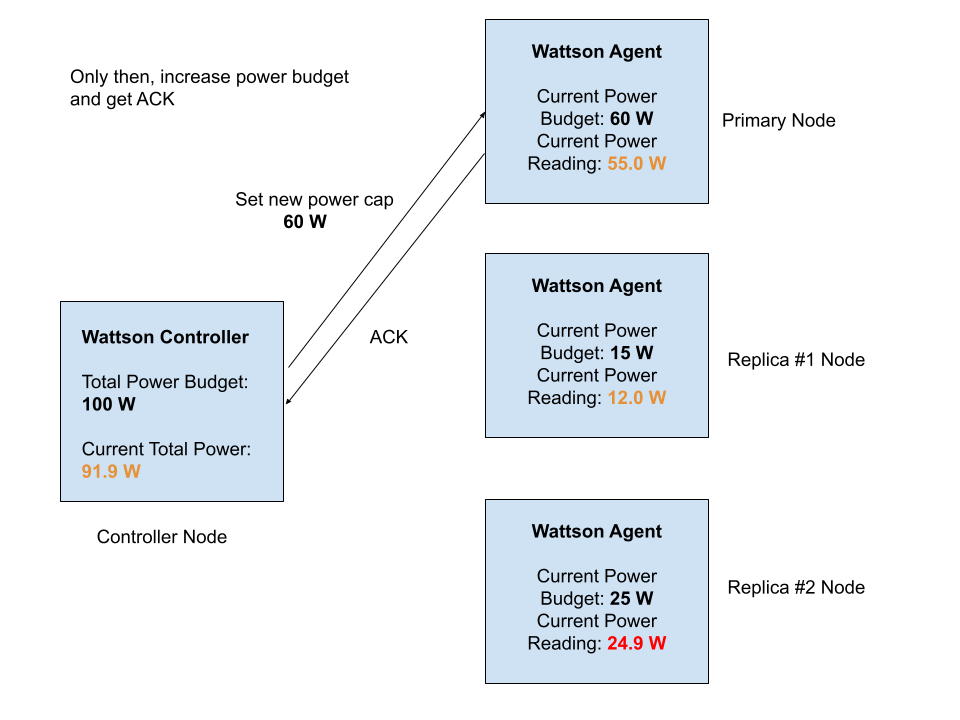 Only then, increase power budget
and get ACK
Set new power cap
60 W
ACK
Wattson Controller
Total Power Budget:
100 W
Current Total Power:
91.9 W
Controller Node
Wattson Agent
Current Power
Budget: 60 W
Current Power
Reading: 55.0 W
Primary Node
Wattson Agent
Current Power
Budget: 15 W
Current Power
Reading: 12.0 W
Replica #1 Node
Wattson Agent
Current Power
Budget: 25 W
Current Power
Reading: 24.9 W
Replica #2 Node